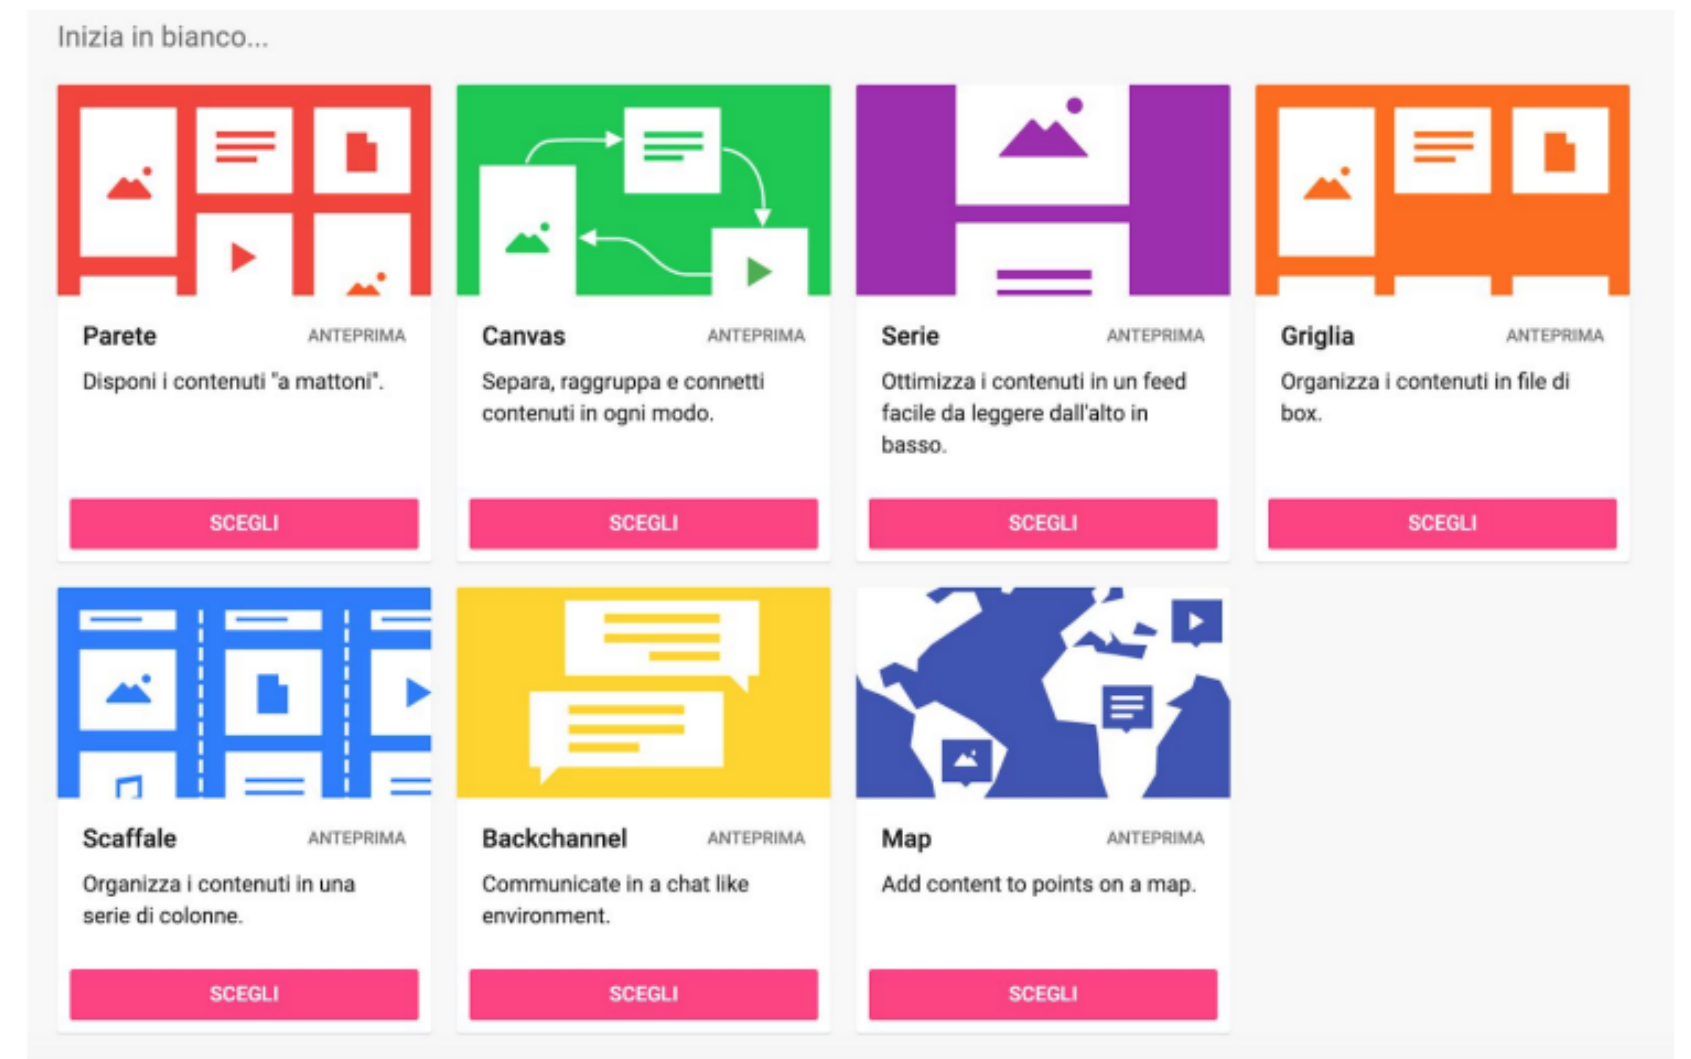 Inizia in bianco...
Parete ANTEPRIMA
Disponi i contenuti "a mattoni".
SCEGLI
Canvas ANTEPRIMA
Separa, raggruppa e connetti
contenuti in ogni modo.
SCEGLI
Serie ANTEPRIMA
Ottimizza i contenuti in un feed
facile da leggere dall'alto in
basso.
SCEGLI
Griglia ANTEPRIMA
Organizza i contenuti in file di
box.
SCEGLI
Scaffale ANTEPRIMA
Organizza i contenuti in una
serie di colonne.
SCEGLI
Backchannel ANTEPRIMA
Communicate in a chat like
environment.
SCEGLI
Map ANTEPRIMA
Add content to points on a map.
SCEGLI